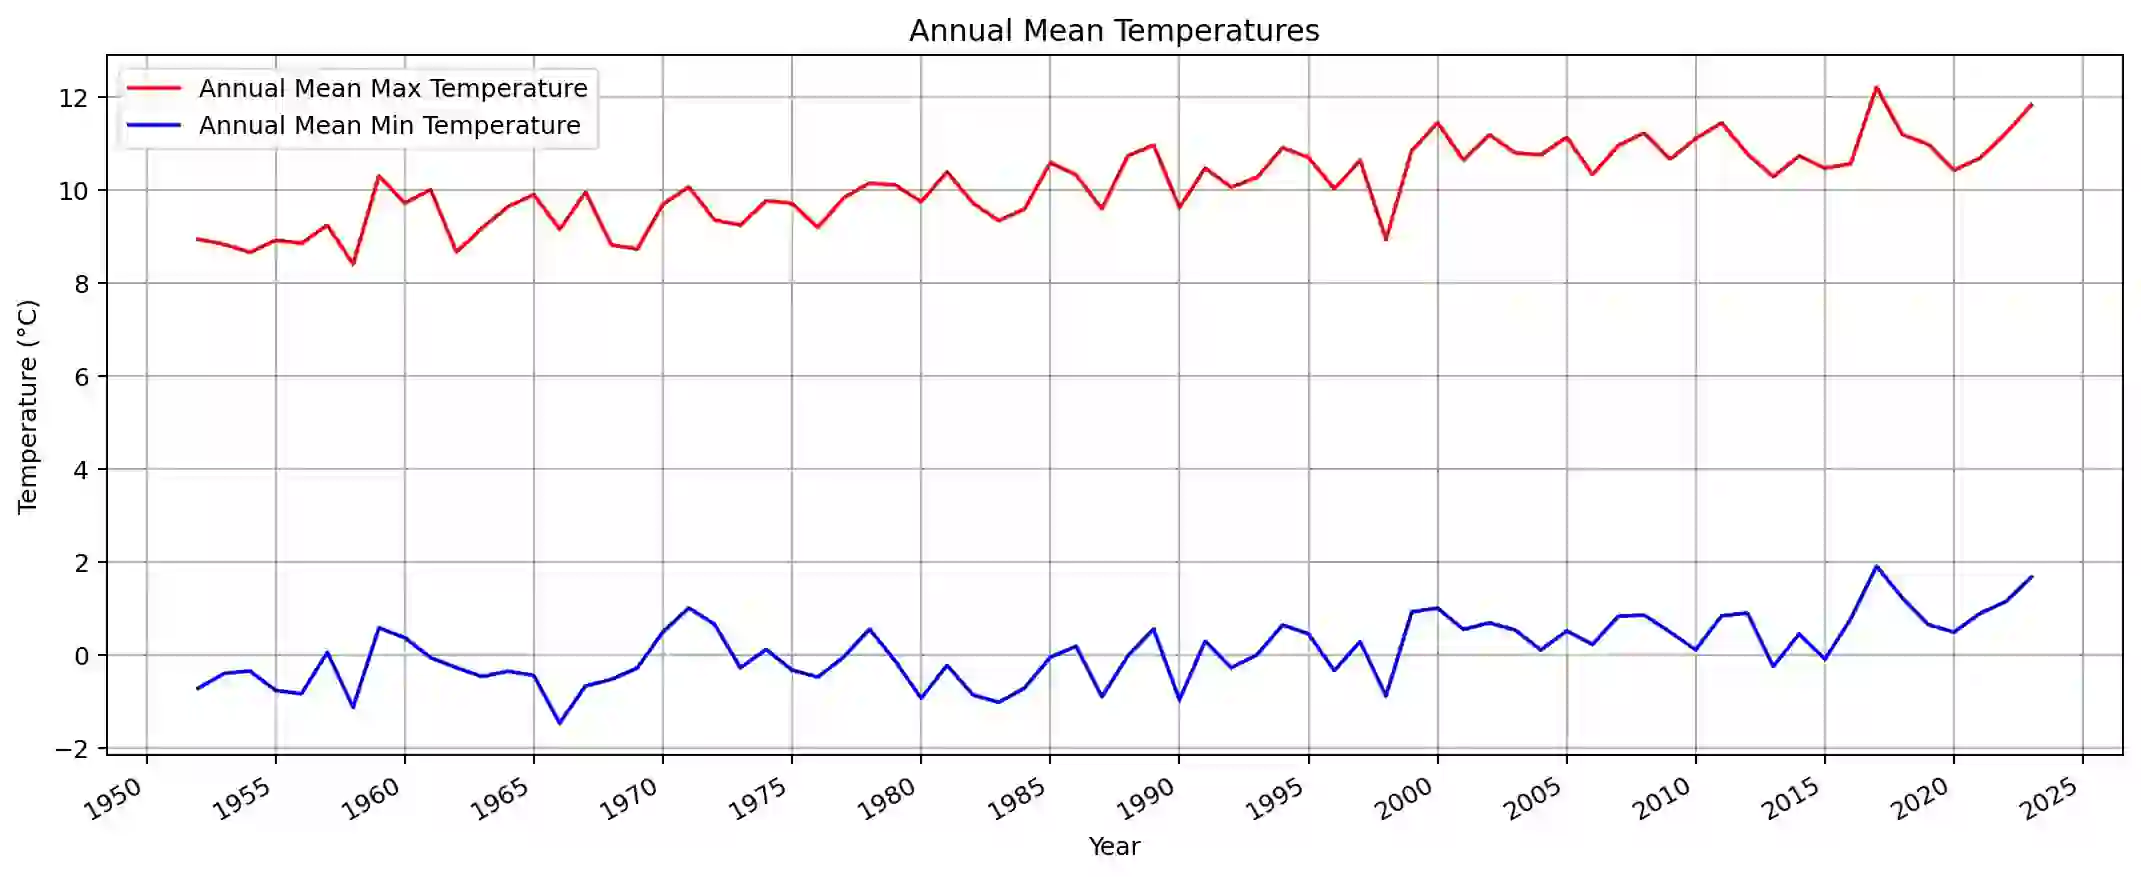 Annual Mean Temperatures
Annual Mean Max Temperature
Annual Mean Min Temperature
Temperature (°C)
12
10
8
6
4
2
0
−2
1950 1955 1960 1965 1970 1975 1980 1985 1990 1995 2000 2005 2010 2015 2020 2025
Year